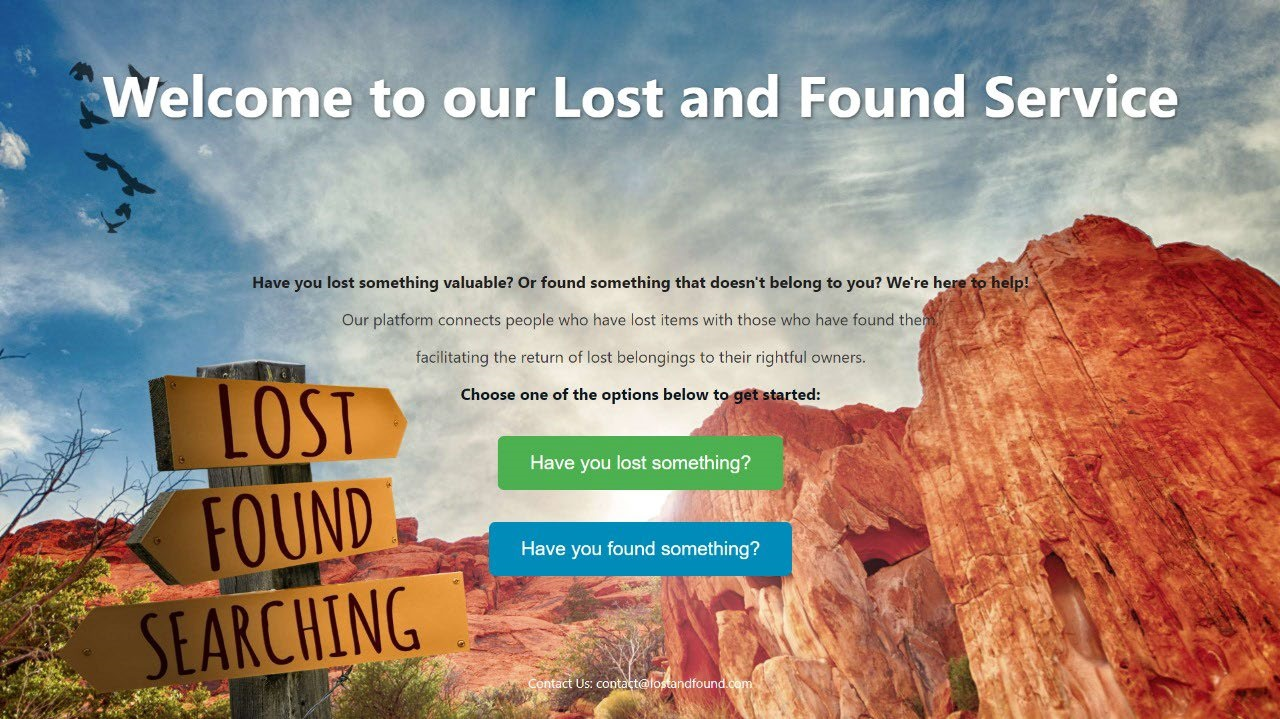 Welcome to our Lost and Found Service
Have you lost something valuable? Or found something that doesn't belong to you? We're here to help!
Our platform connects people who have lost items with those who have found them,
facilitating the return of lost belongings to their rightful owners.
Choose one of the options below to get started:
LOST
Have you lost something?
FOUND
Have you found something?
SEARCHING
Contact Us: contact@lostandfound.com